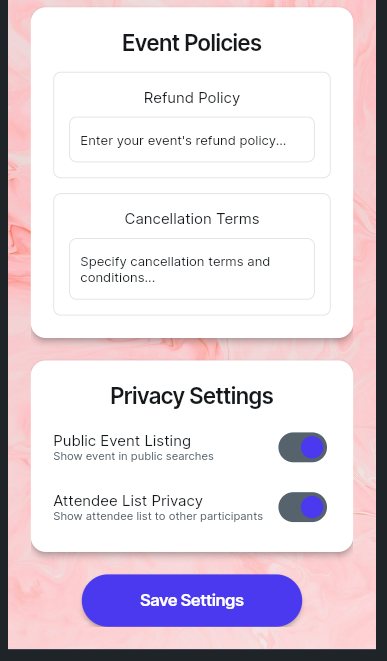 Event Policies
Refund Policy
Enter your event's refund policy...
Cancellation Terms
Specify cancellation terms and
conditions...
Privacy Settings
Public Event Listing
Show event in public searches
Attendee List Privacy
Show attendee list to other participants
Save Settings